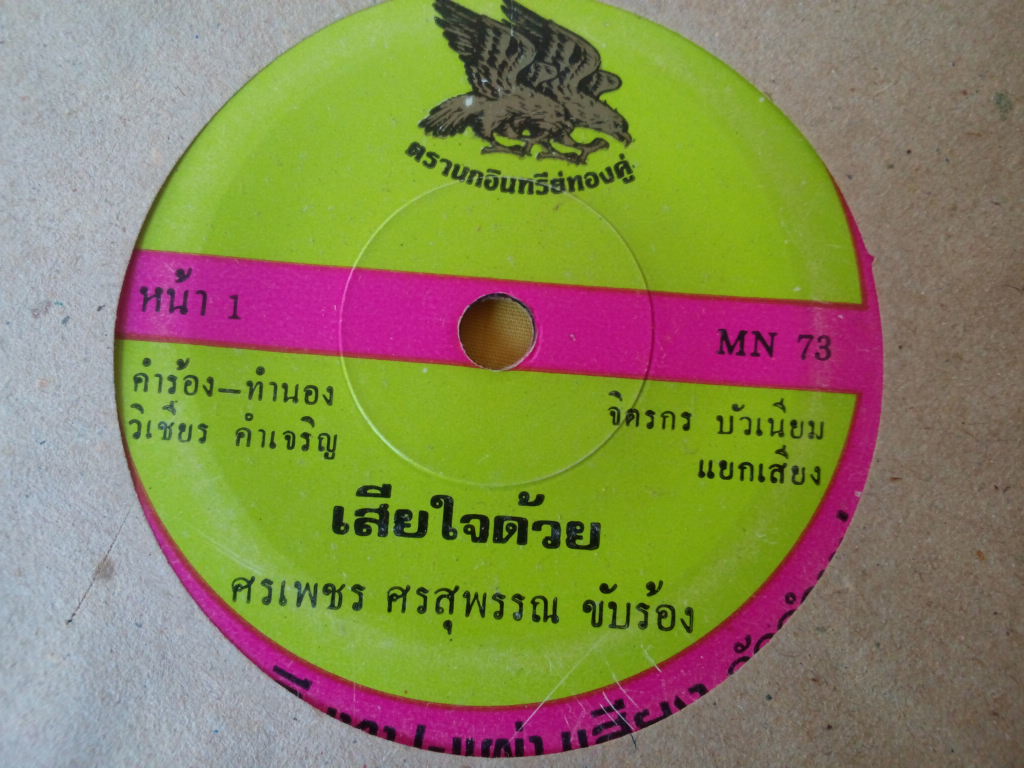 ตรานกอินทรีย์ทองคู่
หน้า 1
MN 73
คำร้อง–ทำนอง
วิเชียร คำเจริญ
จิตรกร บัวเนียม
แยกเสียง
เสียใจด้วย
ศรเพชร ศรสุพรรณ ขับร้อง